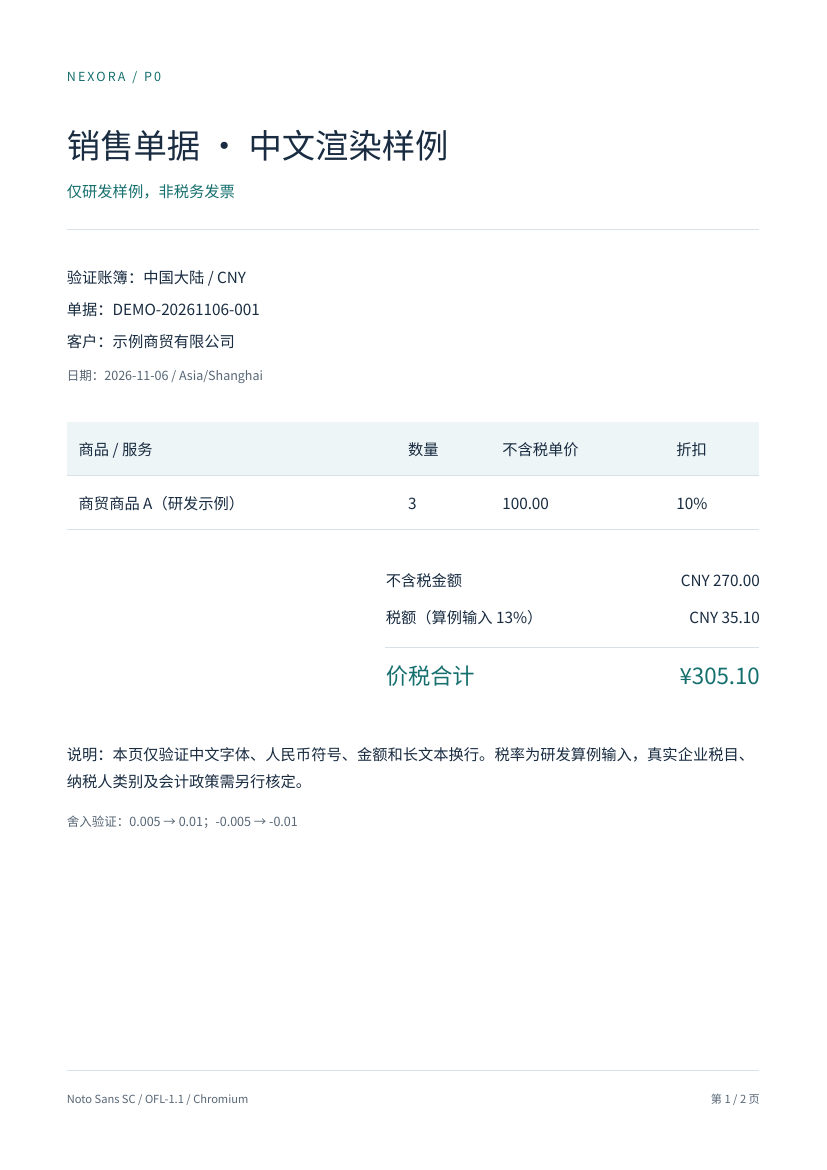 NEXORA / P0
销售单据 · 中文渲染样例
仅研发样例，非税务发票
验证账簿：中国大陆 / CNY
单据：DEMO-20261106-001
客户：示例商贸有限公司
日期：2026-11-06 / Asia/Shanghai
商品 / 服务 数量 不含税单价 折扣
商贸商品 A（研发示例） 3 100.00 10%
不含税金额 CNY 270.00
税额（算例输入 13%） CNY 35.10
价税合计 ¥305.10
说明：本页仅验证中文字体、人民币符号、金额和长文本换行。税率为研发算例输入，真实企业税目、
纳税人类别及会计政策需另行核定。
舍入验证：0.005 → 0.01；-0.005 → -0.01
Noto Sans SC / OFL-1.1 / Chromium 第 1 / 2 页